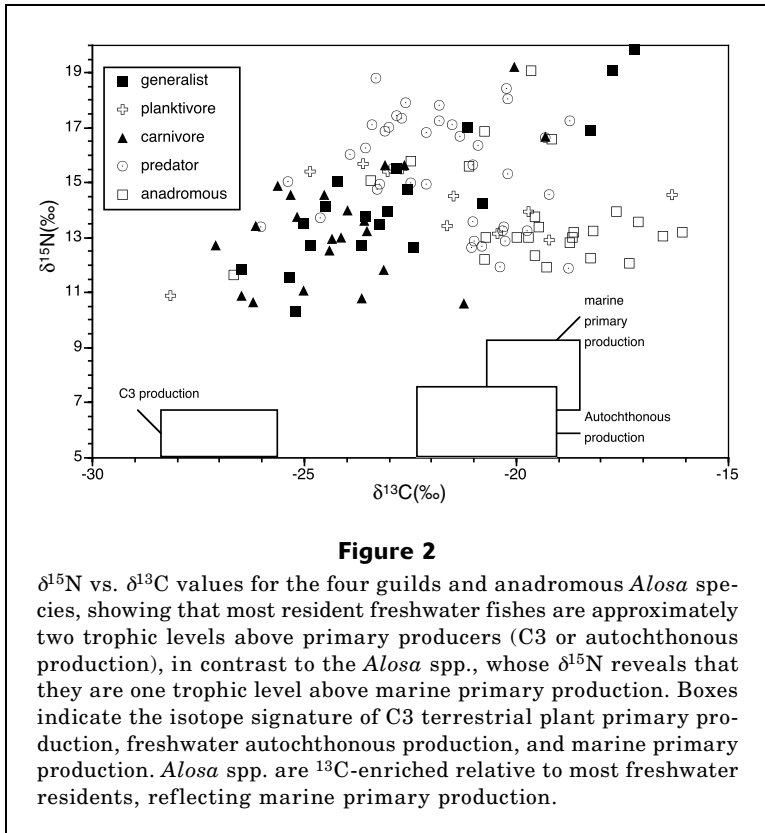 19
17
15
13
11
9
7
5
δ15N(‰)
generalist
planktivore
carnivore
predator
anadromous
marine
primary
production
C3 production
Autochthonous
production
-30
-25
-20
-15
δ13C(‰)
Figure 2
δ15N vs. δ13C values for the four guilds and anadromous Alosa spe-
cies, showing that most resident freshwater fishes are approximately
two trophic levels above primary producers (C3 or autochthonous
production), in contrast to the Alosa spp., whose δ15N reveals that
they are one trophic level above marine primary production. Boxes
indicate the isotope signature of C3 terrestrial plant primary pro-
duction, freshwater autochthonous production, and marine primary
production. Alosa spp. are 13C-enriched relative to most freshwater
residents, reflecting marine primary production.